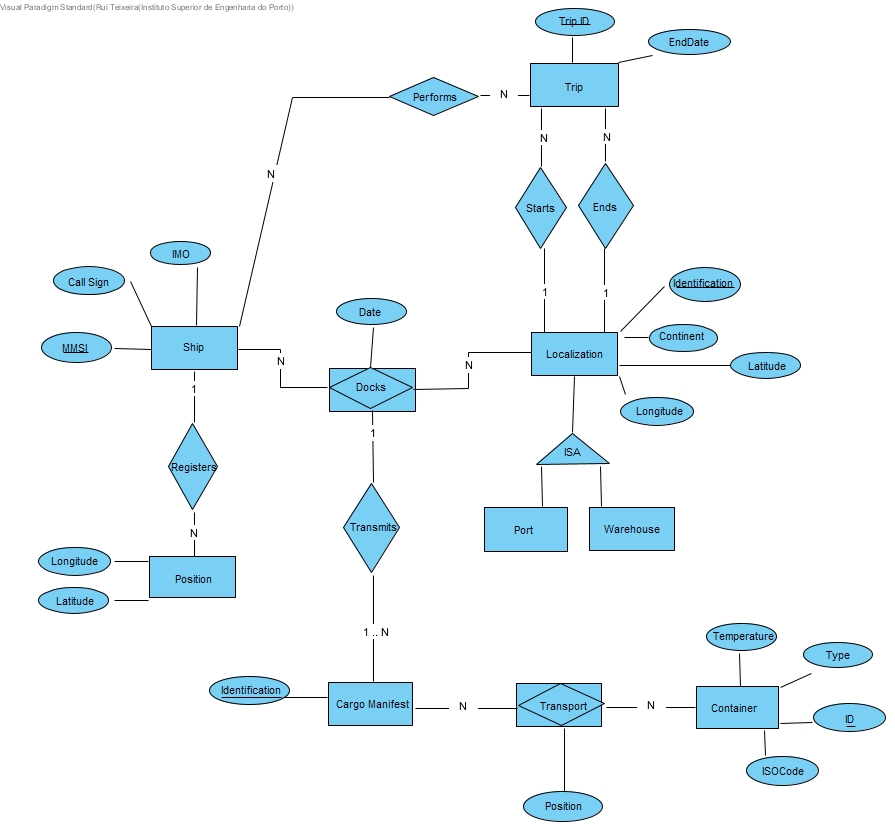 Visual Paradigm Standard(Rui Teixeira(Instituto Superior de Engenharia do Porto))
Trip ID
EndDate
Trip
Performs
N
N
N
N
Starts
Ends
IMO
Call Sign
Identification
1
1
Date
Continent
MMSI
Ship
Localization
N
N
Latitude
Docks
1
Longitude
1
ISA
Registers
Port
Warehouse
Transmits
N
Longitude
Position
Latitude
1 .. N
Temperature
Type
Identification
Cargo Manifest
N
Transport
N
Container
ID
ISOCode
Position